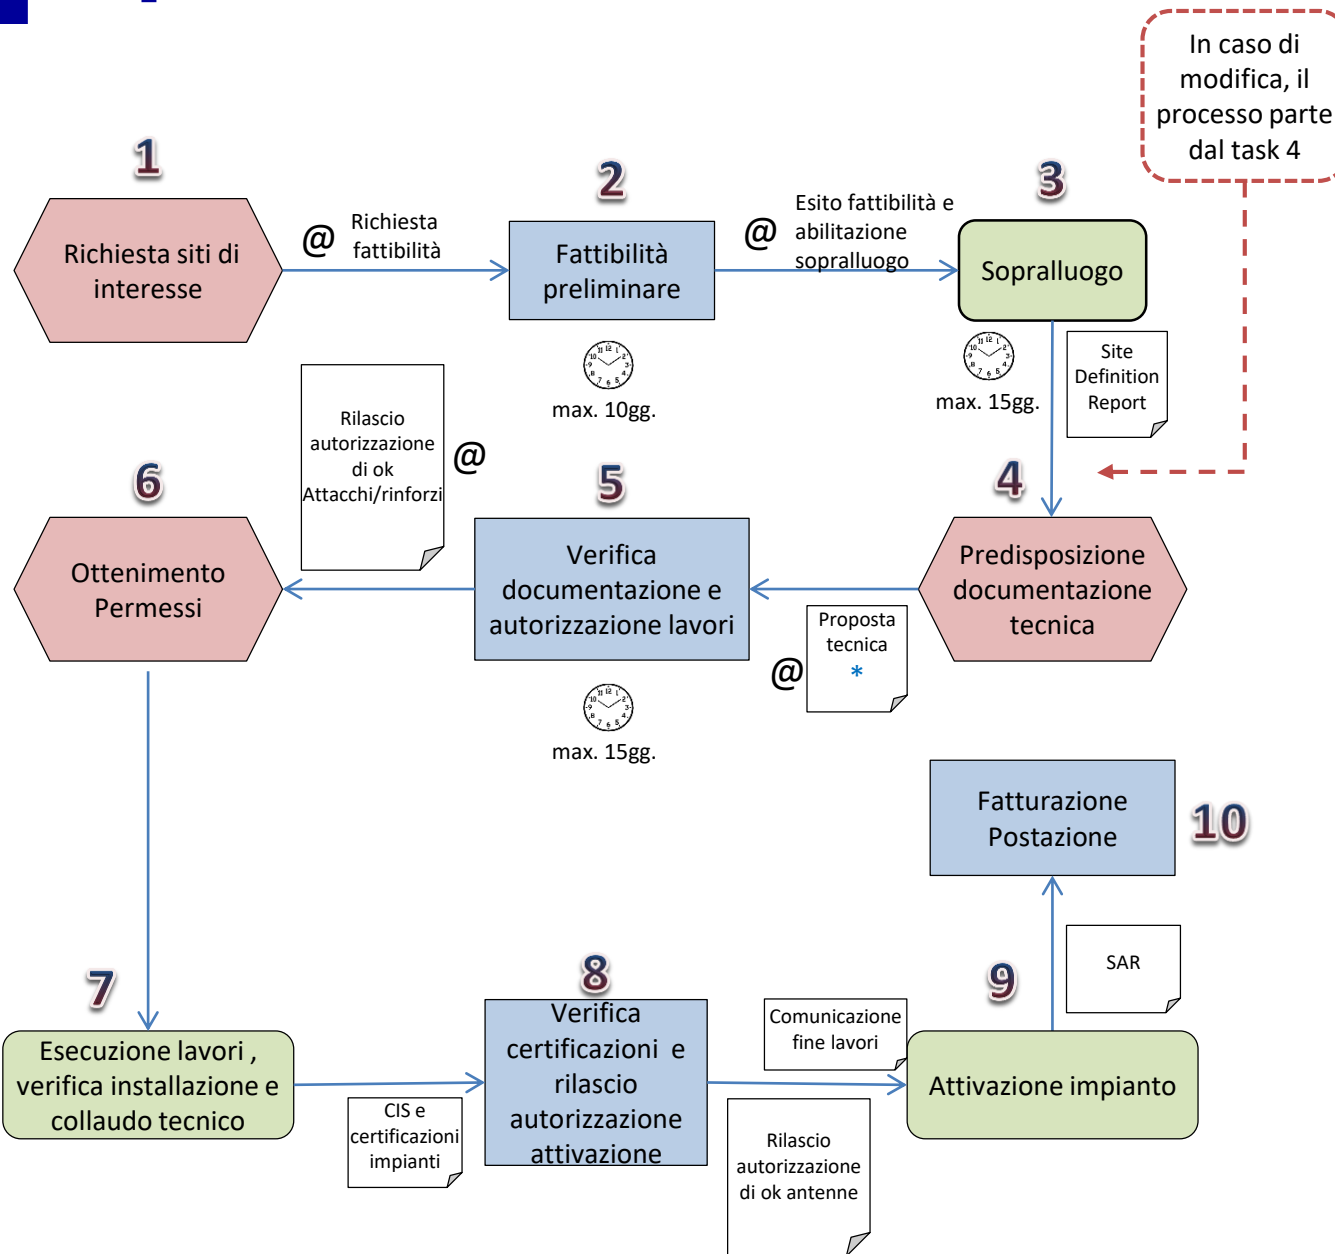 In caso di
modifica, il
processo parte
dal task 4
1
Richiesta siti di
interesse
@
Richiesta
fattibilità
2
Fattibilità
preliminare
max. 10gg.
@
Esito fattibilità e
abilitazione
sopralluogo
3
Sopralluogo
max. 15gg.
Site
Definition
Report
4
Predisposizione
documentazione
tecnica
@
Proposta
tecnica
*
5
Verifica
documentazione e
autorizzazione lavori
max. 15gg.
Rilascio
autorizzazione
di ok
Attacchi/rinforzi
@
6
Ottenimento
Permessi
7
Esecuzione lavori ,
verifica installazione e
collaudo tecnico
CIS e
certificazioni
impianti
8
Verifica
certificazioni e
rilascio
autorizzazione
attivazione
Comunicazione
fine lavori
Rilascio
autorizzazione
di ok antenne
9
Attivazione impianto
SAR
Fatturazione
Postazione
10